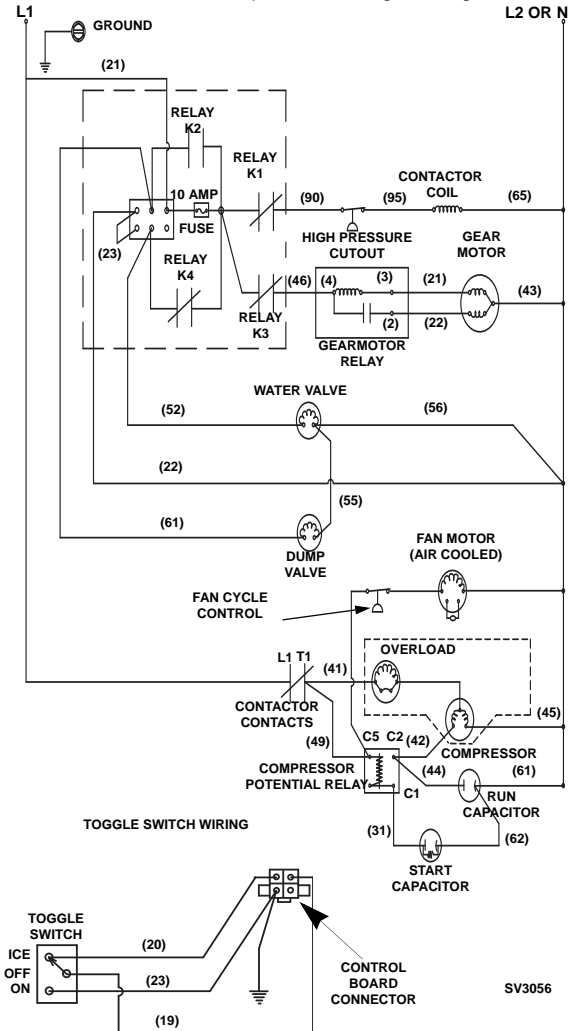 L1
L2 OR N
GROUND
(21)
RELAY
K2
RELAY
K1
10 AMP
FUSE
(90)
(95)
CONTACTOR
COIL
(65)
HIGH PRESSURE
CUTOUT
GEAR
MOTOR
(23)
RELAY
K4
RELAY
K3
(46)
(4)
(3)
(21)
(43)
(2)
(22)
GEARMOTOR
RELAY
WATER VALVE
(52)
(56)
(22)
(55)
(61)
DUMP
VALVE
FAN MOTOR
(AIR COOLED)
FAN CYCLE
CONTROL
OVERLOAD
L1 T1
(41)
CONTACTOR
CONTACTS
(45)
(49)
C5 C2 (42)
COMPRESSOR
COMPRESSOR
POTENTIAL RELAY
(44)
(61)
C1
RUN
CAPACITOR
(31)
(62)
START
CAPACITOR
TOGGLE SWITCH WIRING
TOGGLE
SWITCH
ICE
OFF
ON
(20)
(23)
(19)
CONTROL
BOARD
CONNECTOR
SV3056